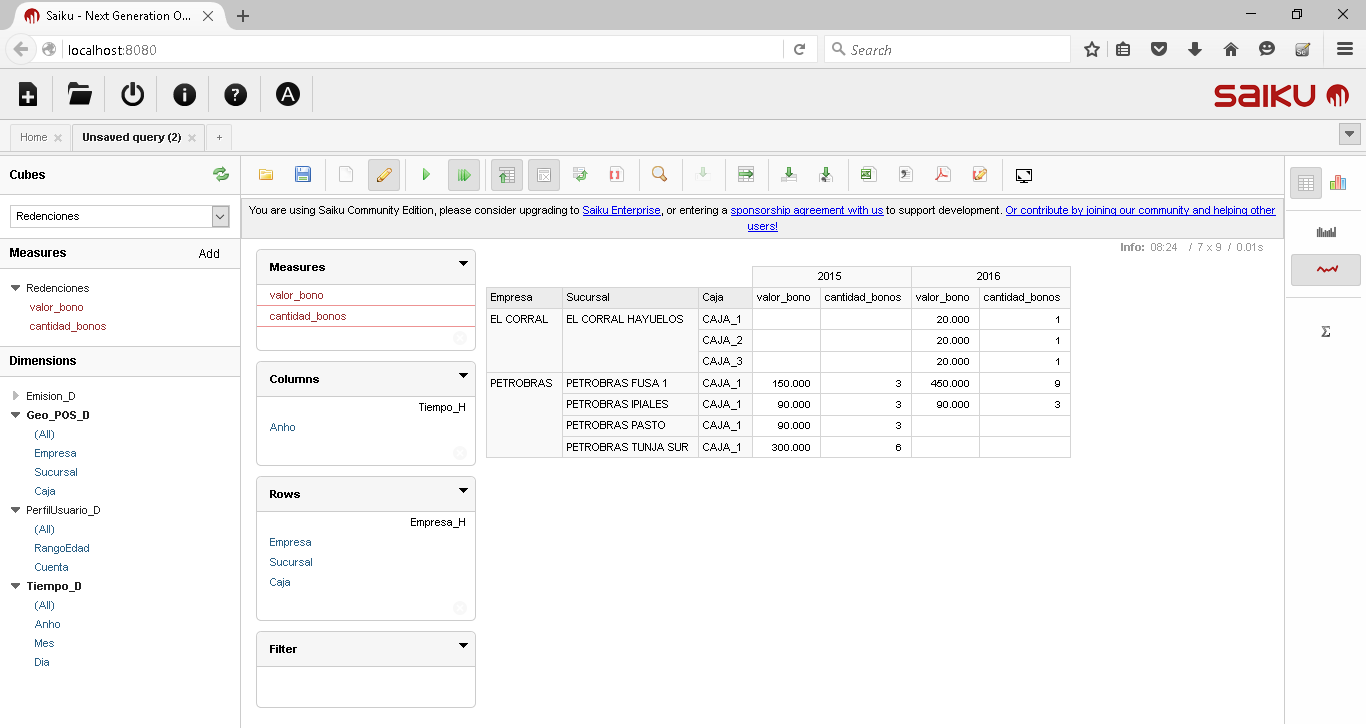 Saiku - Next Generation O...
localhost:8080
Search
saiku
Home
Unsaved query (2)
+
Cubes
Redenciones
Measures Add
Redenciones
valor_bono
cantidad_bonos
Dimensions
Emision_D
Geo_POS_D
(All)
Empresa
Sucursal
Caja
PerfilUsuario_D
(All)
RangoEdad
Cuenta
Tiempo_D
(All)
Anho
Mes
Dia
You are using Saiku Community Edition, please consider upgrading to Saiku Enterprise, or entering a sponsorship agreement with us to support development. Or contribute by joining our community and helping other
users!
Info: 08:24 / 7 x 9 / 0.01s
Measures
valor_bono
cantidad_bonos
Columns
Tiempo_H
Anho
Rows
Empresa_H
Empresa
Sucursal
Caja
Filter
2015 2016
Empresa Sucursal Caja valor_bono cantidad_bonos valor_bono cantidad_bonos
EL CORRAL EL CORRAL HAYUELOS CAJA_1 20.000 1
CAJA_2 20.000 1
CAJA_3 20.000 1
PETROBRAS PETROBRAS FUSA 1 CAJA_1 150.000 3 450.000 9
PETROBRAS IPIALES CAJA_1 90.000 3 90.000 3
PETROBRAS PASTO CAJA_1 90.000 3
PETROBRAS TUNJA SUR CAJA_1 300.000 6
Σ